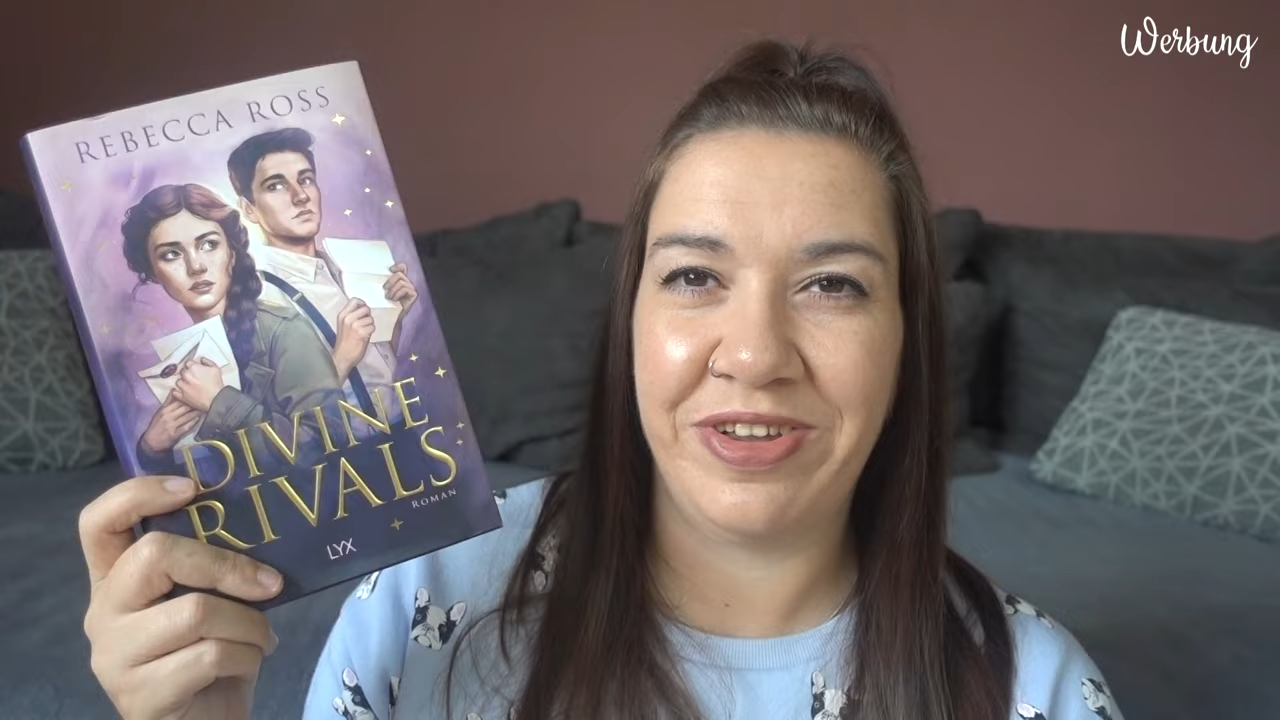 Werbung
REBECCA ROSS
DIVINE
RIVALS
ROMAN
LYX